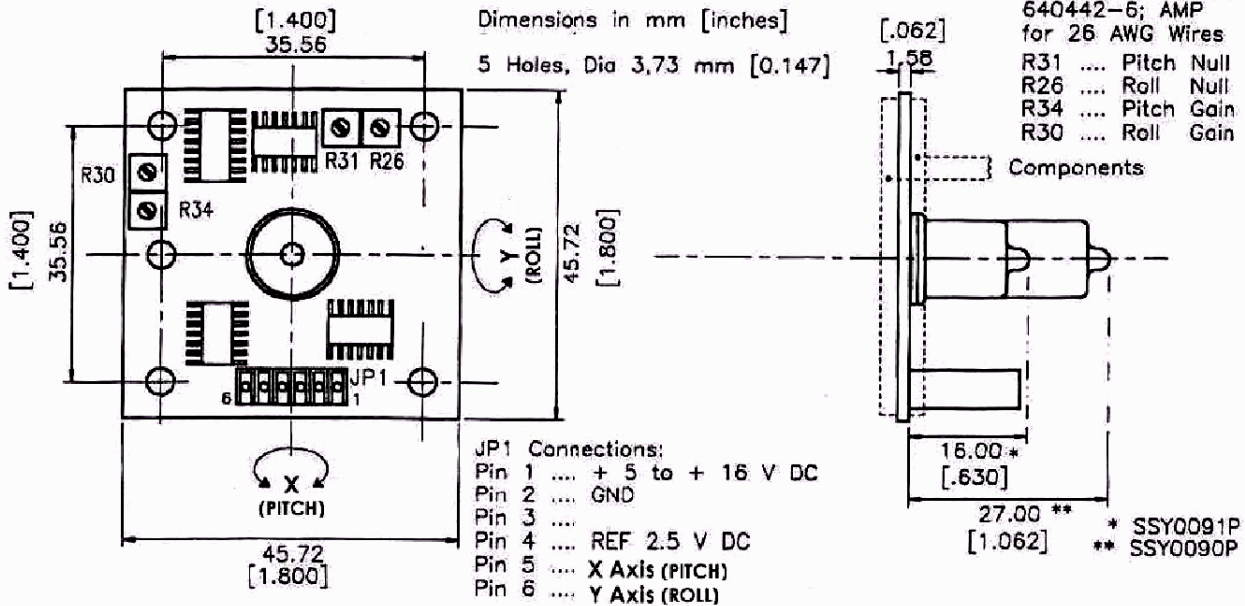 [1.400]
35.56
Dimensions in mm [inches]
5 Holes, Dia 3,73 mm [0.147]
[.062]
1.58
640442-6; AMP
for 26 AWG Wires
R31 .... Pitch Null
R26 .... Roll Null
R34 .... Pitch Gain
R30 .... Roll Gain
R31 R26
R30
R34
Components
[1.400]
35.56
Y
(ROLL)
45.72
[1.800]
JP1
6
1
X
(PITCH)
45.72
[1.800]
JP1 Connections:
Pin 1 .... + 5 to + 16 V DC
Pin 2 .... GND
Pin 3 ....
Pin 4 .... REF 2.5 V DC
Pin 5 .... X Axis (PITCH)
Pin 6 .... Y Axis (ROLL)
16.00 *
[.630]
27.00 **
[1.062]
* SSY0091P
** SSY0090P